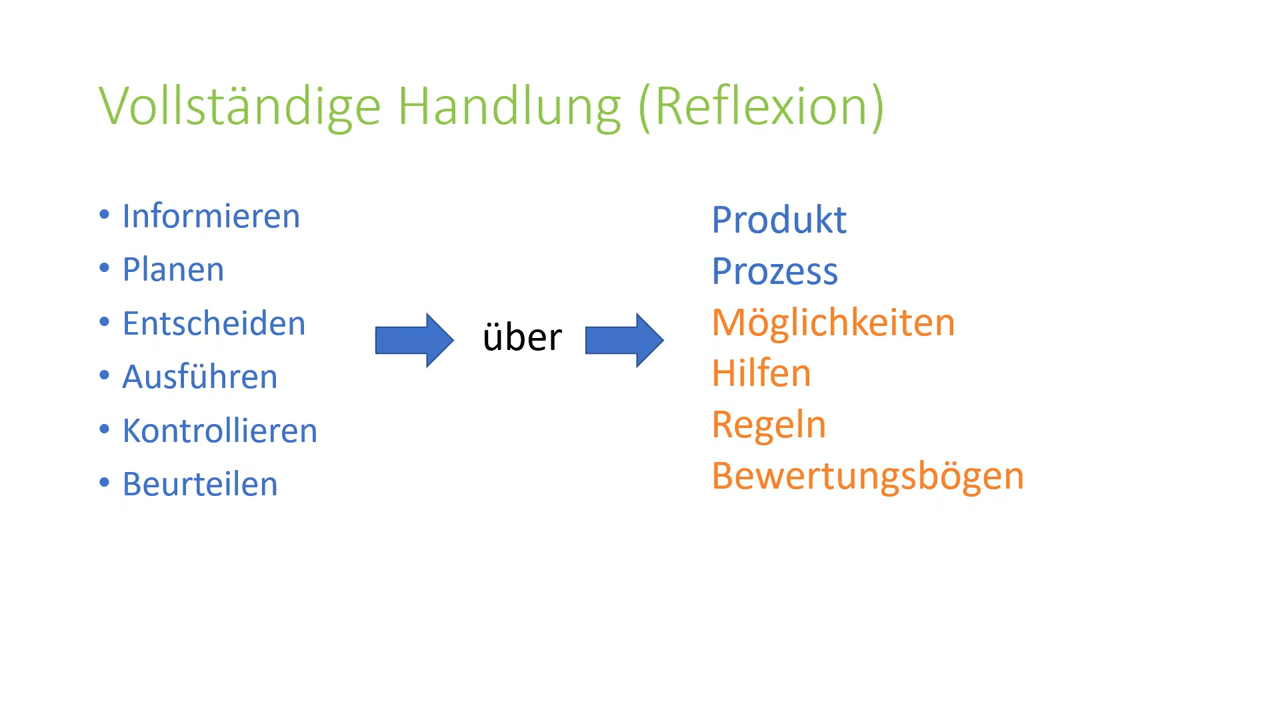 Vollständige Handlung (Reflexion)
• Informieren
• Planen
• Entscheiden
• Ausführen
• Kontrollieren
• Beurteilen
über
Produkt
Prozess
Möglichkeiten
Hilfen
Regeln
Bewertungsbögen